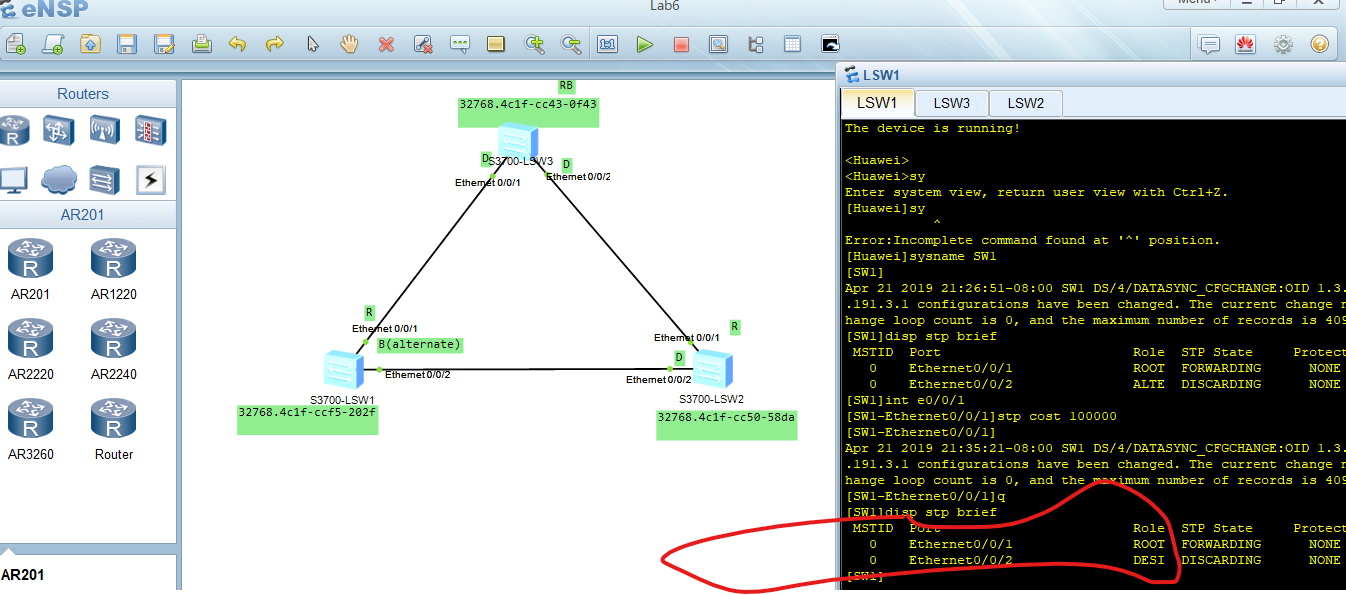 eNSP
Lab6
Menu
Routers
AR201
AR201
AR1220
AR2220
AR2240
AR3260
Router
AR201
RB
32768.4c1f-cc43-0f43
D
S3700-LSW3
D
Ethernet 0/0/1
Ethernet 0/0/2
R
Ethernet 0/0/1
B(alternate)
Ethernet 0/0/2
S3700-LSW1
32768.4c1f-ccf5-202f
R
Ethernet 0/0/1
D
Ethernet 0/0/2
S3700-LSW2
32768.4c1f-cc50-58da
1:1
LSW1
LSW1 LSW3 LSW2
The device is running!
<Huawei>
<Huawei>sy
Enter system view, return user view with Ctrl+Z.
[Huawei]sy
^
Error:Incomplete command found at '^' position.
[Huawei]sysname SW1
[SW1]
Apr 21 2019 21:26:51-08:00 SW1 DS/4/DATASYNC_CFGCHANGE:OID 1.3.
.191.3.1 configurations have been changed. The current change n
hange loop count is 0, and the maximum number of records is 409
[SW1]disp stp brief
MSTID Port Role STP State Protect
0 Ethernet0/0/1 ROOT FORWARDING NONE
0 Ethernet0/0/2 ALTE DISCARDING NONE
[SW1]int e0/0/1
[SW1-Ethernet0/0/1]stp cost 100000
[SW1-Ethernet0/0/1]
Apr 21 2019 21:35:21-08:00 SW1 DS/4/DATASYNC_CFGCHANGE:OID 1.3.
.191.3.1 configurations have been changed. The current change n
hange loop count is 0, and the maximum number of records is 409
[SW1-Ethernet0/0/1]q
[SW1]disp stp brief
MSTID Port Role STP State Protect
0 Ethernet0/0/1 ROOT FORWARDING NONE
0 Ethernet0/0/2 DESI DISCARDING NONE
[SW1]